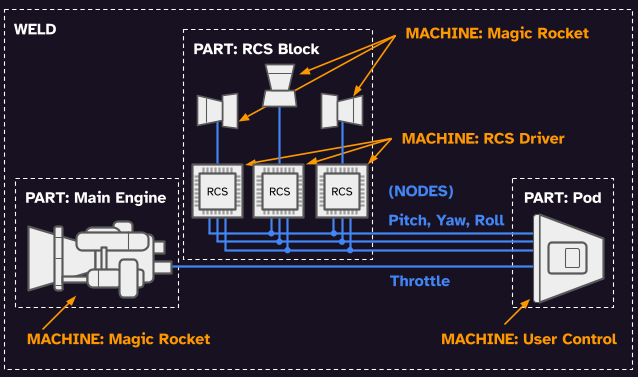 WELD
PART: RCS Block
MACHINE: Magic Rocket
MACHINE: RCS Driver
RCS
RCS
RCS
(NODES)
Pitch, Yaw, Roll
PART: Main Engine
PART: Pod
Throttle
MACHINE: Magic Rocket
MACHINE: User Control